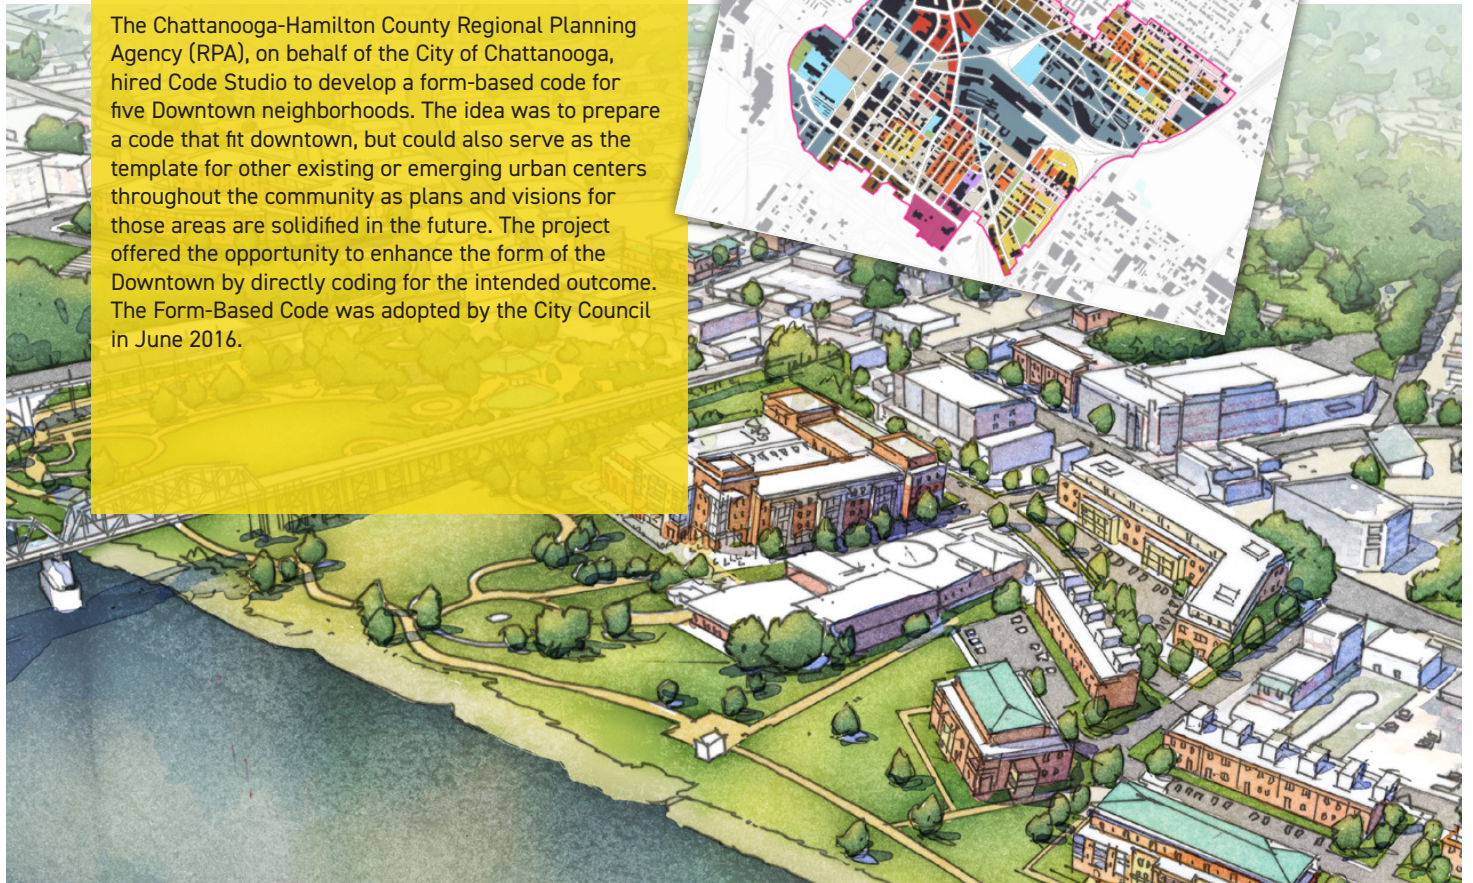 The Chattanooga-Hamilton County Regional Planning
Agency (RPA), on behalf of the City of Chattanooga,
hired Code Studio to develop a form-based code for
five Downtown neighborhoods. The idea was to prepare
a code that fit downtown, but could also serve as the
template for other existing or emerging urban centers
throughout the community as plans and visions for
those areas are solidified in the future. The project
offered the opportunity to enhance the form of the
Downtown by directly coding for the intended outcome.
The Form-Based Code was adopted by the City Council
in June 2016.